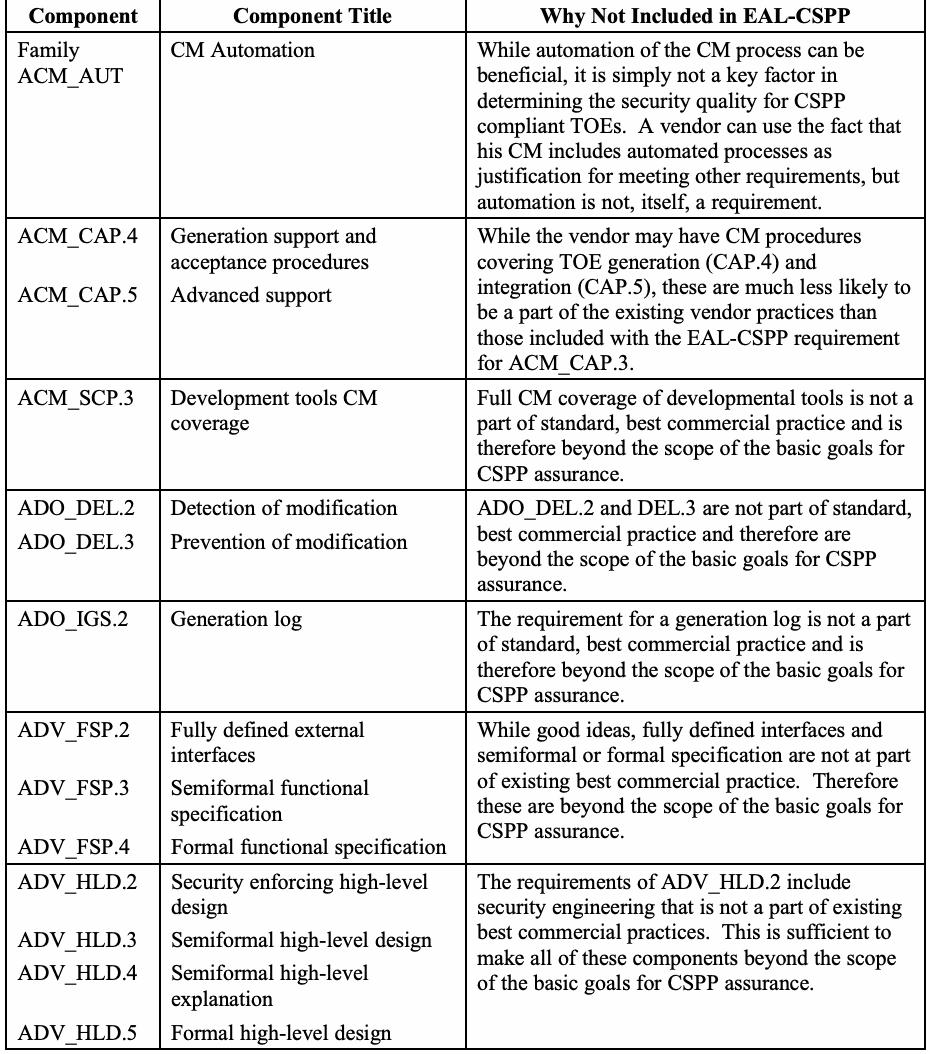 Component
Component Title
Why Not Included in EAL-CSPP
Family
ACM_AUT
CM Automation
While automation of the CM process can be
beneficial, it is simply not a key factor in
determining the security quality for CSPP
compliant TOEs.  A vendor can use the fact that
his CM includes automated processes as
justification for meeting other requirements, but
automation is not, itself, a requirement.
ACM_CAP.4
Generation support and
acceptance procedures
ACM_CAP.5
Advanced support
While the vendor may have CM procedures
covering TOE generation (CAP.4) and
integration (CAP.5), these are much less likely to
be a part of the existing vendor practices than
those included with the EAL-CSPP requirement
for ACM_CAP.3.
ACM_SCP.3
Development tools CM
coverage
Full CM coverage of developmental tools is not a
part of standard, best commercial practice and is
therefore beyond the scope of the basic goals for
CSPP assurance.
ADO_DEL.2
Detection of modification
ADO_DEL.3
Prevention of modification
ADO_DEL.2 and DEL.3 are not part of standard,
best commercial practice and therefore are
beyond the scope of the basic goals for CSPP
assurance.
ADO_IGS.2
Generation log
The requirement for a generation log is not a part
of standard, best commercial practice and is
therefore beyond the scope of the basic goals for
CSPP assurance.
ADV_FSP.2
Fully defined external
interfaces
ADV_FSP.3
Semiformal functional
specification
ADV_FSP.4
Formal functional specification
While good ideas, fully defined interfaces and
semiformal or formal specification are not at part
of existing best commercial practice.  Therefore
these are beyond the scope of the basic goals for
CSPP assurance.
ADV_HLD.2
Security enforcing high-level
design
ADV_HLD.3
Semiformal high-level design
ADV_HLD.4
Semiformal high-level
explanation
ADV_HLD.5
Formal high-level design
The requirements of ADV_HLD.2 include
security engineering that is not a part of existing
best commercial practices.  This is sufficient to
make all of these components beyond the scope
of the basic goals for CSPP assurance.